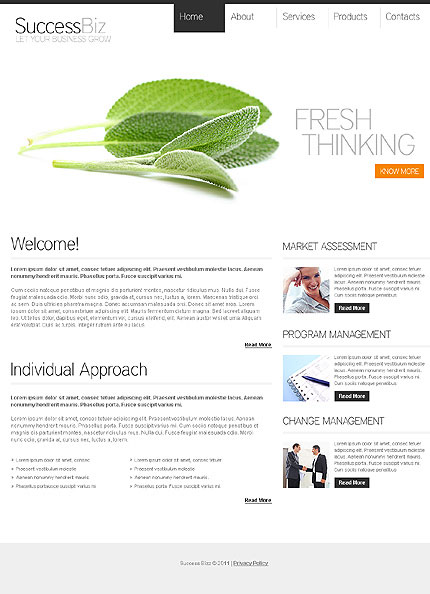 SuccessBiz
LET YOUR BUSINESS GROW
Home About Services Products Contacts
FRESH
THINKING
KNOW MORE
Welcome!
Lorem ipsum dolor sit amet, consec tetuer adipiscing elit. Praesent vestibulum molestie lacus. Aenean
nonummy hendrerit mauris. Phasellus porta. Fusce suscipit varius mi.
Cum sociis natoque penatibus et magnis dis parturient montes, nascetur ridiculus mus. Nulla dui. Fusce
feugiat malesuada odio. Morbi nunc odio, gravida at, cursus nec, luctus a, lorem. Maecenas tristique orci
ac sem. Duis ultricies pharetra magna. Donec accumsan malesuada orci. Donec sit amet eros. Lorem
ipsum dolor sit amet, consectetuer adipiscing elit. Mauris fermentum dictum magna. Sed laoreet aliquam
leo. Ut tellus dolor, dapibus eget, elementum vel, cursus eleifend, elit. Aenean auctor wisi et urna. Aliquam
erat volutpat. Duis ac turpis. Integer rutrum ante eu lacus.
Read More
Individual Approach
Lorem ipsum dolor sit amet, consec tetuer adipiscing elit. Praesent vestibulum molestie lacus. Aenean
nonummy hendrerit mauris. Phasellus porta. Fusce suscipit varius mi.
Lorem ipsum dolor sit amet, consec tetuer adipiscing elit. Praesent vestibulum
molestie lacus. Aenean nonummy hendrerit mauris. Phasellus porta. Fusce suscipit varius mi. Cum sociis natoque penatibus et
magnis dis parturient montes, nascetur ridiculus mus. Nulla dui. Fusce feugiat malesuada odio. Morbi
nunc odio, gravida at, cursus nec, luctus a, lorem.
Lorem ipsum dolor sit amet, consec
Praesent vestibulum molestie
Aenean nonummy hendrerit mauris.
Phasellus porta fusce suscipit varius mi
Lorem ipsum dolor sit amet, consec tetuer
Praesent vestibulum molestie
Aenean nonummy hendrerit mauris.
Phasellus porta. Fusce suscipit varius mi
Read More
MARKET ASSESSMENT
Lorem ipsum dolor sit amet, consec
tetuer adipiscing elit. Praesent
vestibulum molestie lacus. Aenean
nonummy hendrerit mauris. Phasellus
porta. Fusce suscipit varius mi.
Read More
PROGRAM MANAGEMENT
Lorem ipsum dolor sit amet, consec
tetuer adipiscing elit. Praesent
vestibulum molestie lacus. Aenean
nonummy hendrerit mauris. Phasellus
porta. Fusce suscipit varius mi.
Read More
CHANGE MANAGEMENT
Lorem ipsum dolor sit amet, consec
tetuer adipiscing elit. Praesent
vestibulum molestie lacus. Aenean
nonummy hendrerit mauris. Phasellus
porta. Fusce suscipit varius mi.
Read More
Success Bizz © 2011 | Privacy Policy